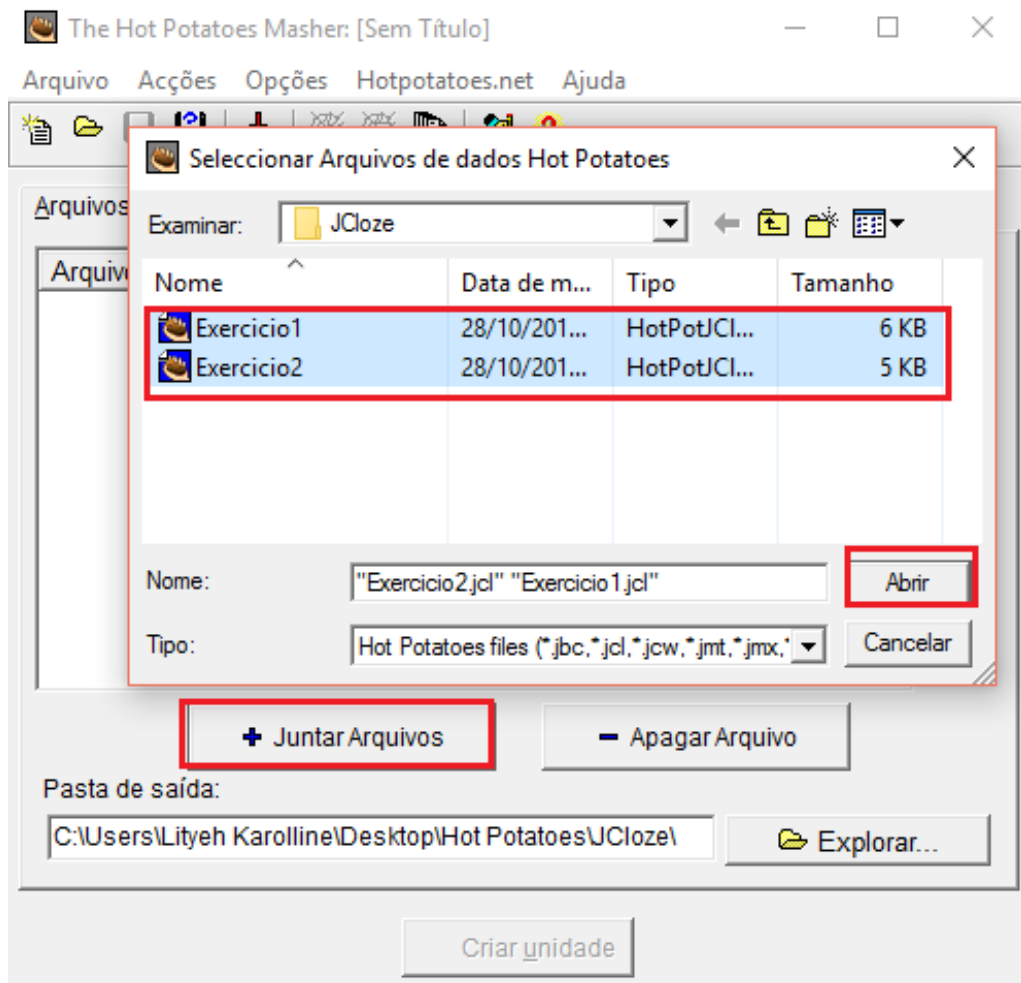 The Hot Potatoes Masher: [Sem Título]
Arquivo Acções Opções Hotpotatoes.net Ajuda
Seleccionar Arquivos de dados Hot Potatoes
Arquivos
Examinar: JCloze
Nome Data de m... Tipo Tamanho
Exercicio1 28/10/201... HotPotJCl... 6 KB
Exercicio2 28/10/201... HotPotJCl... 5 KB
Nome: "Exercicio2.jcl" "Exercicio1.jcl" Abrir
Tipo: Hot Potatoes files (*.jbc,*.jcl,*.jcw,*.jmt,*.jmx,* Cancelar
+ Juntar Arquivos - Apagar Arquivo
Pasta de saída:
C:\Users\Lityeh Karolline\Desktop\Hot Potatoes\JCloze\ Explorar...
Criar unidade